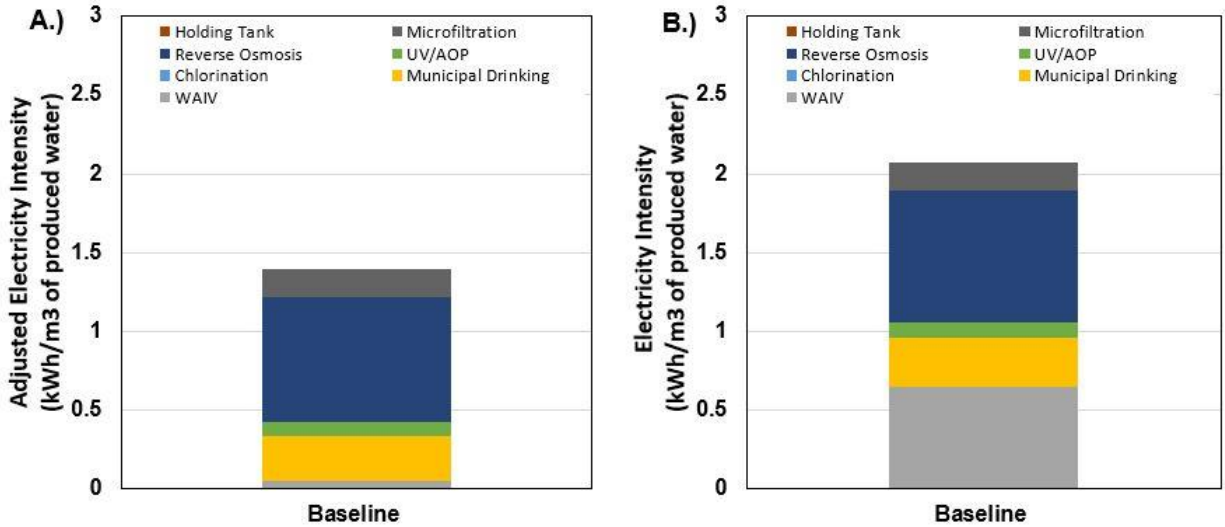 A.)
Adjusted Electricity Intensity
(kWh/m3 of produced water)
3
2.5
2
1.5
1
0.5
0
Holding Tank
Microfiltration
Reverse Osmosis
UV/AOP
Chlorination
Municipal Drinking
WAIV
Baseline
B.)
Electricity Intensity
(kWh/m3 of produced water)
3
2.5
2
1.5
1
0.5
0
Holding Tank
Microfiltration
Reverse Osmosis
UV/AOP
Chlorination
Municipal Drinking
WAIV
Baseline